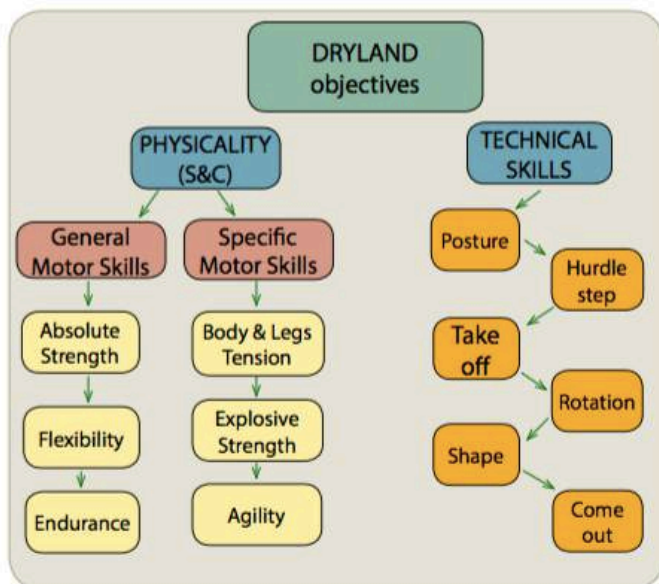 DRYLAND
objectives
PHYSICALITY
(S&C)
TECHNICAL
SKILLS
General
Motor Skills
Specific
Motor Skills
Absolute
Strength
Body & Legs
Tension
Flexibility
Explosive
Strength
Endurance
Agility
Posture
Hurdle
step
Take
off
Rotation
Shape
Come
out